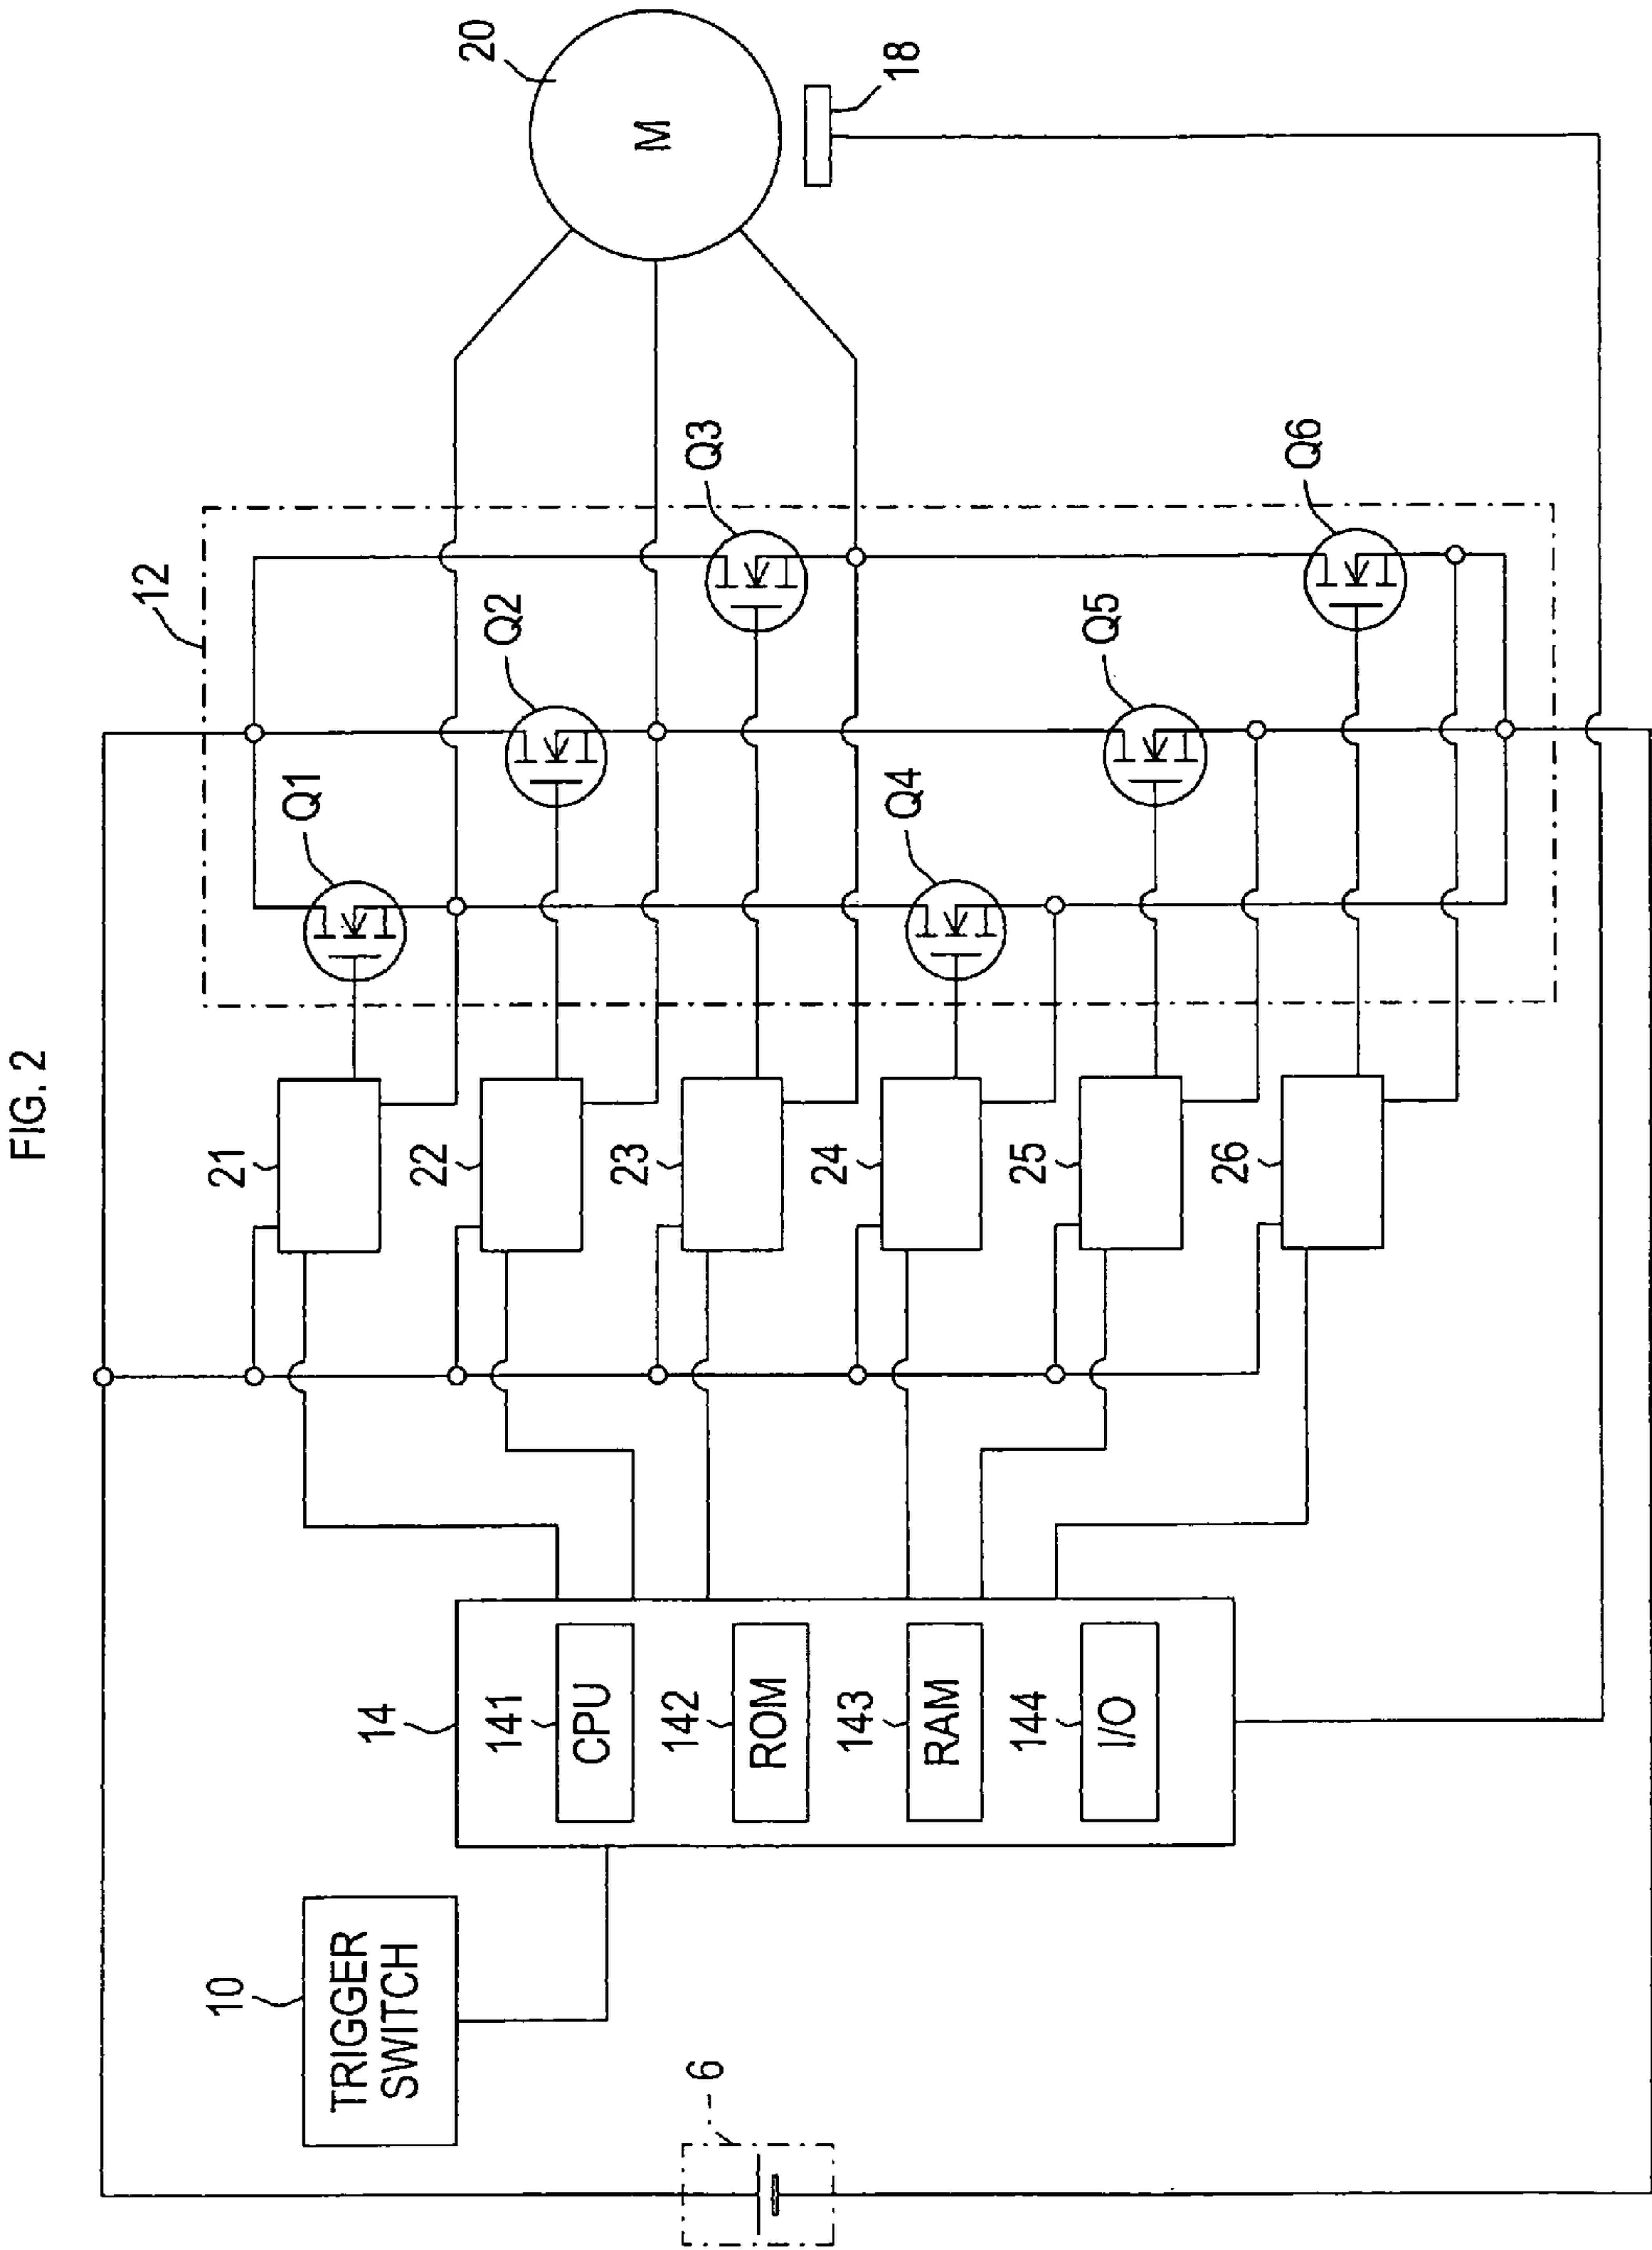 FIG. 2
20
M
18
12
Q1
Q2
Q3
Q4
Q5
Q6
21
22
23
24
25
26
14
141
CPU
142
ROM
143
RAM
144
I/O
10
TRIGGER
SWITCH
6